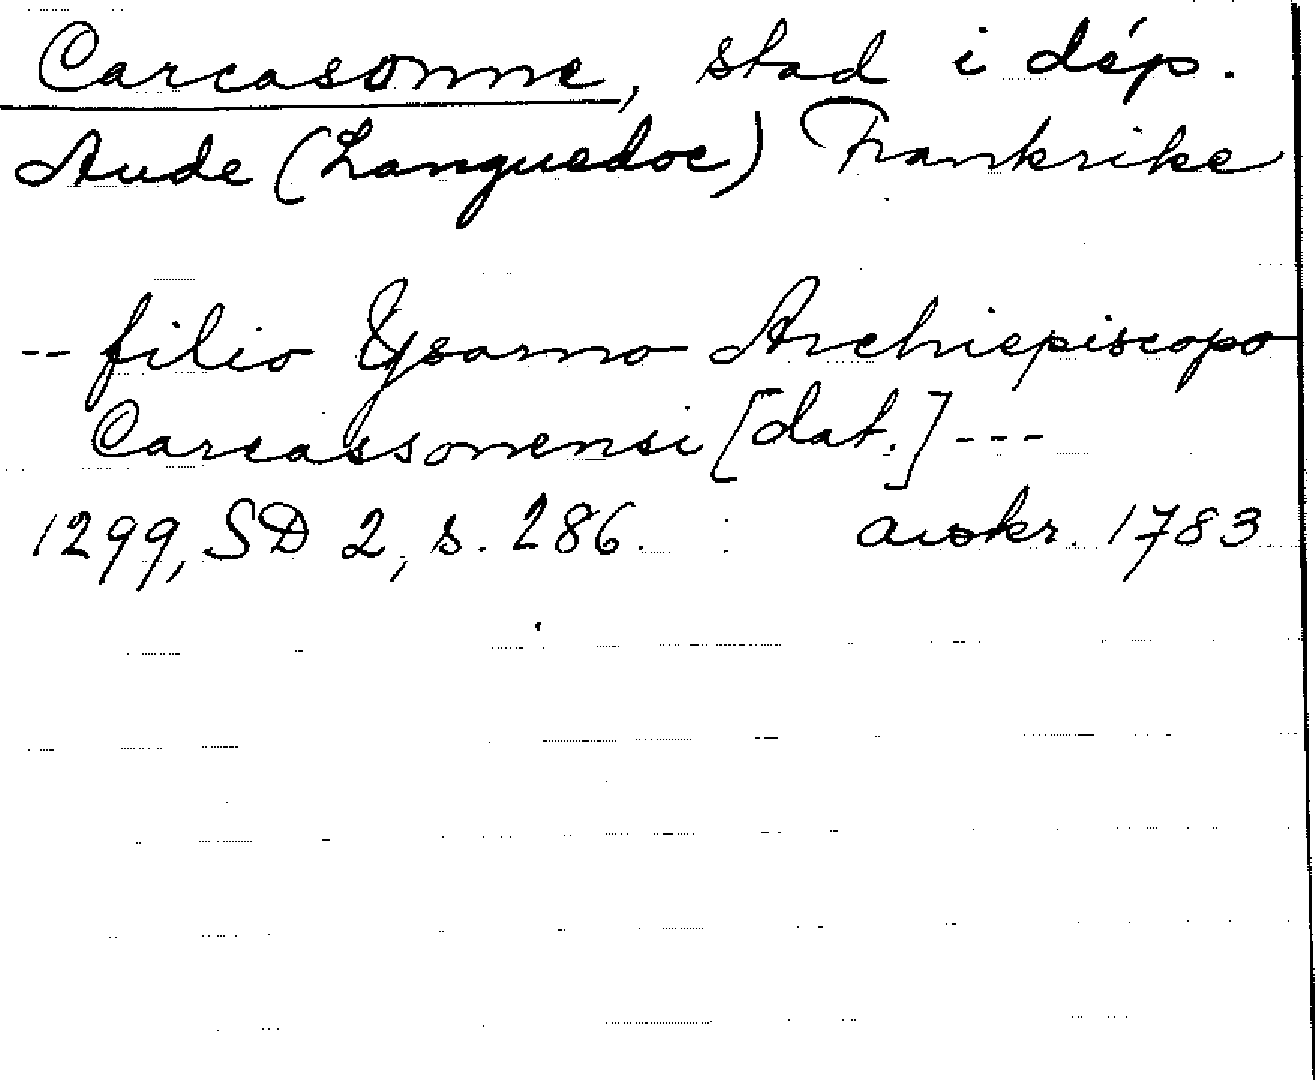 Carcasonne, stad i dép.
Aude (Languedoc) Frankrike
-- filio Ysarno Archiepiscopo
Carcassonensi [dat.] ---
1299, SD 2, s. 286. avskr. 1783